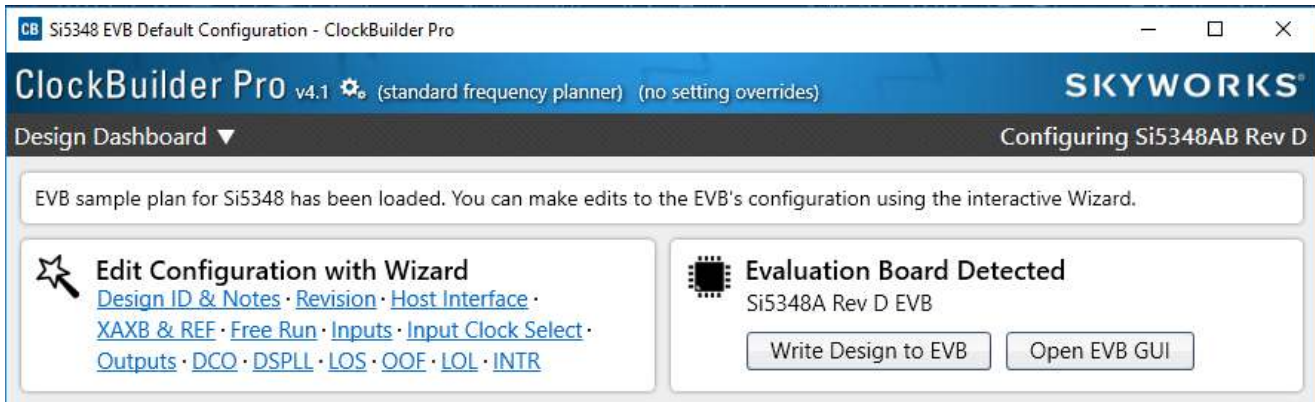 CB Si5348 EVB Default Configuration - ClockBuilder Pro
ClockBuilder Pro v4.1 (standard frequency planner) (no setting overrides) SKYWORKS®
Design Dashboard ▼ Configuring Si5348AB Rev D
EVB sample plan for Si5348 has been loaded. You can make edits to the EVB's configuration using the interactive Wizard.
Edit Configuration with Wizard
Design ID & Notes · Revision · Host Interface ·
XAXB & REF · Free Run · Inputs · Input Clock Select ·
Outputs · DCO · DSPLL · LOS · OOF · LOL · INTR
Evaluation Board Detected
Si5348A Rev D EVB
Write Design to EVB Open EVB GUI